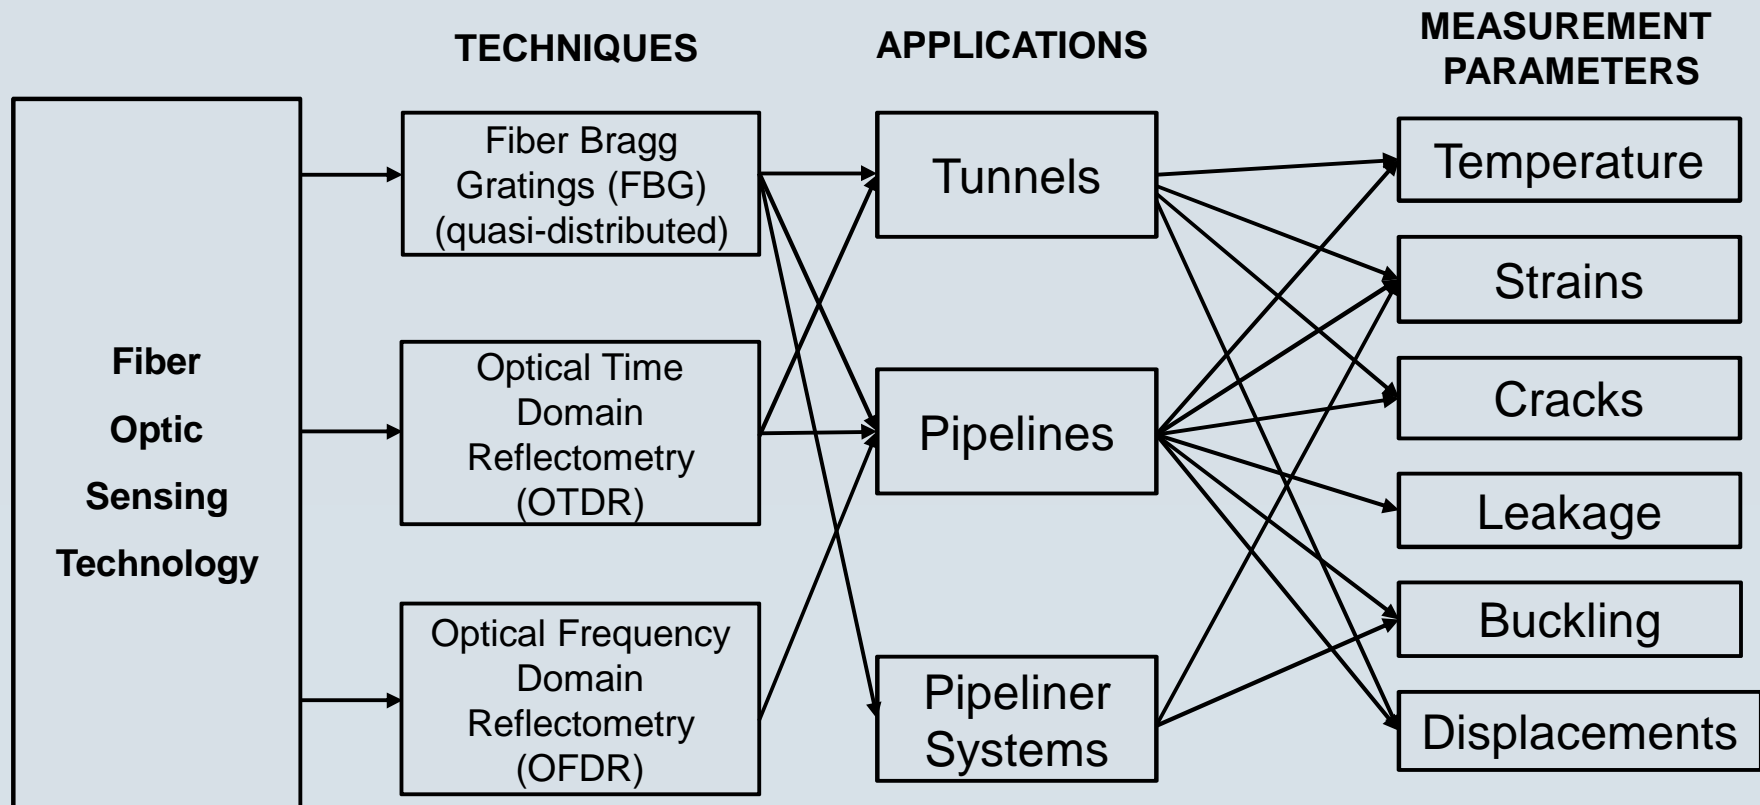 TECHNIQUES
APPLICATIONS
MEASUREMENT
PARAMETERS
Fiber
Optic
Sensing
Technology
Fiber Bragg
Gratings (FBG)
(quasi-distributed)
Optical Time
Domain
Reflectometry
(OTDR)
Optical Frequency
Domain
Reflectometry
(OFDR)
Tunnels
Pipelines
Pipeliner
Systems
Temperature
Strains
Cracks
Leakage
Buckling
Displacements